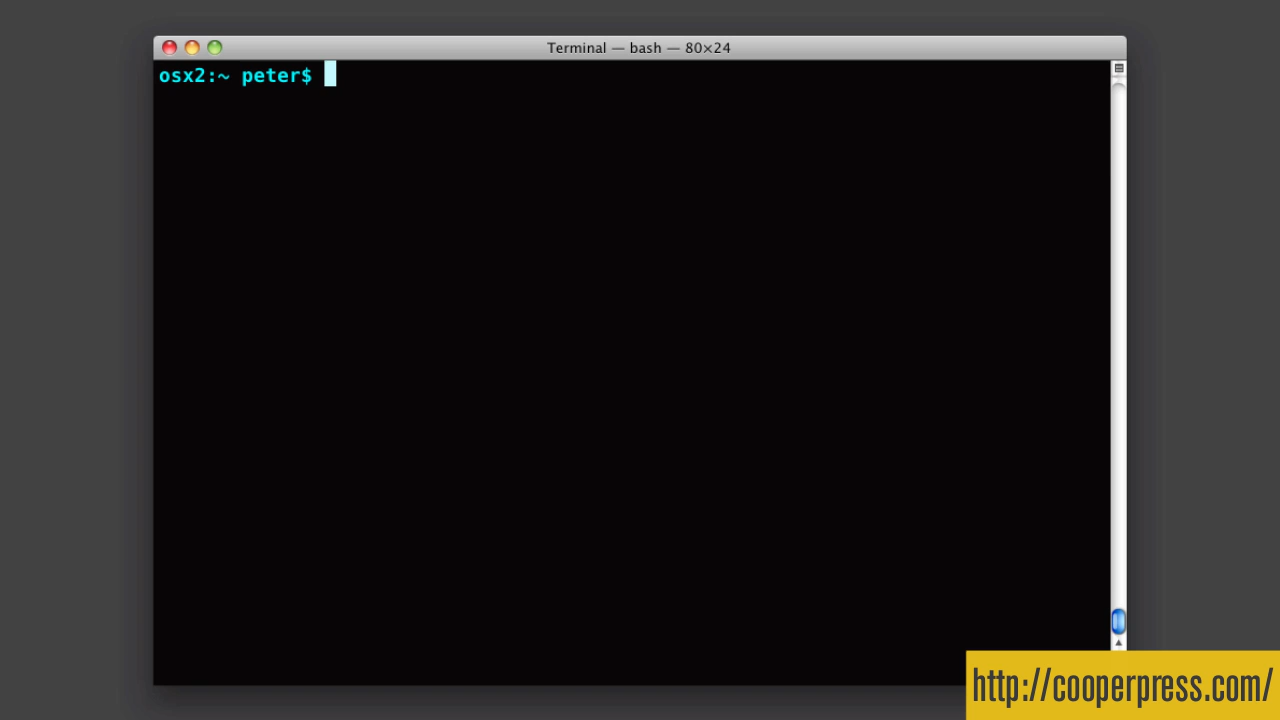 Terminal — bash — 80×24
osx2:~ peter$
http://cooperpress.com/